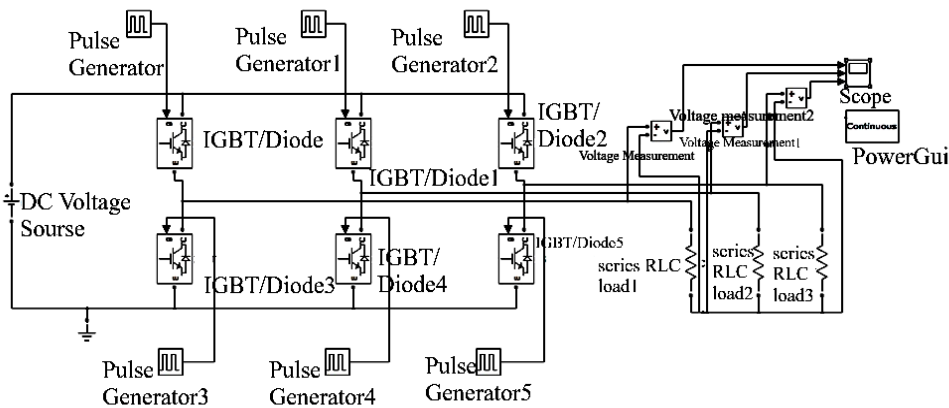 Pulse
Generator
Pulse
Generator1
Pulse
Generator2
Scope
Continuous
PowerGui
IGBT/Diode
IGBT/Diode1
IGBT/
Diode2
Voltage Measurement
Voltage Measurement1
Voltage measurement2
DC Voltage
Sourse
IGBT/Diode3
IGBT/
Diode4
IGBT/Diode5
series RLC
load1
series
RLC
load2
series
RLC
load3
Pulse
Generator3
Pulse
Generator4
Pulse
Generator5